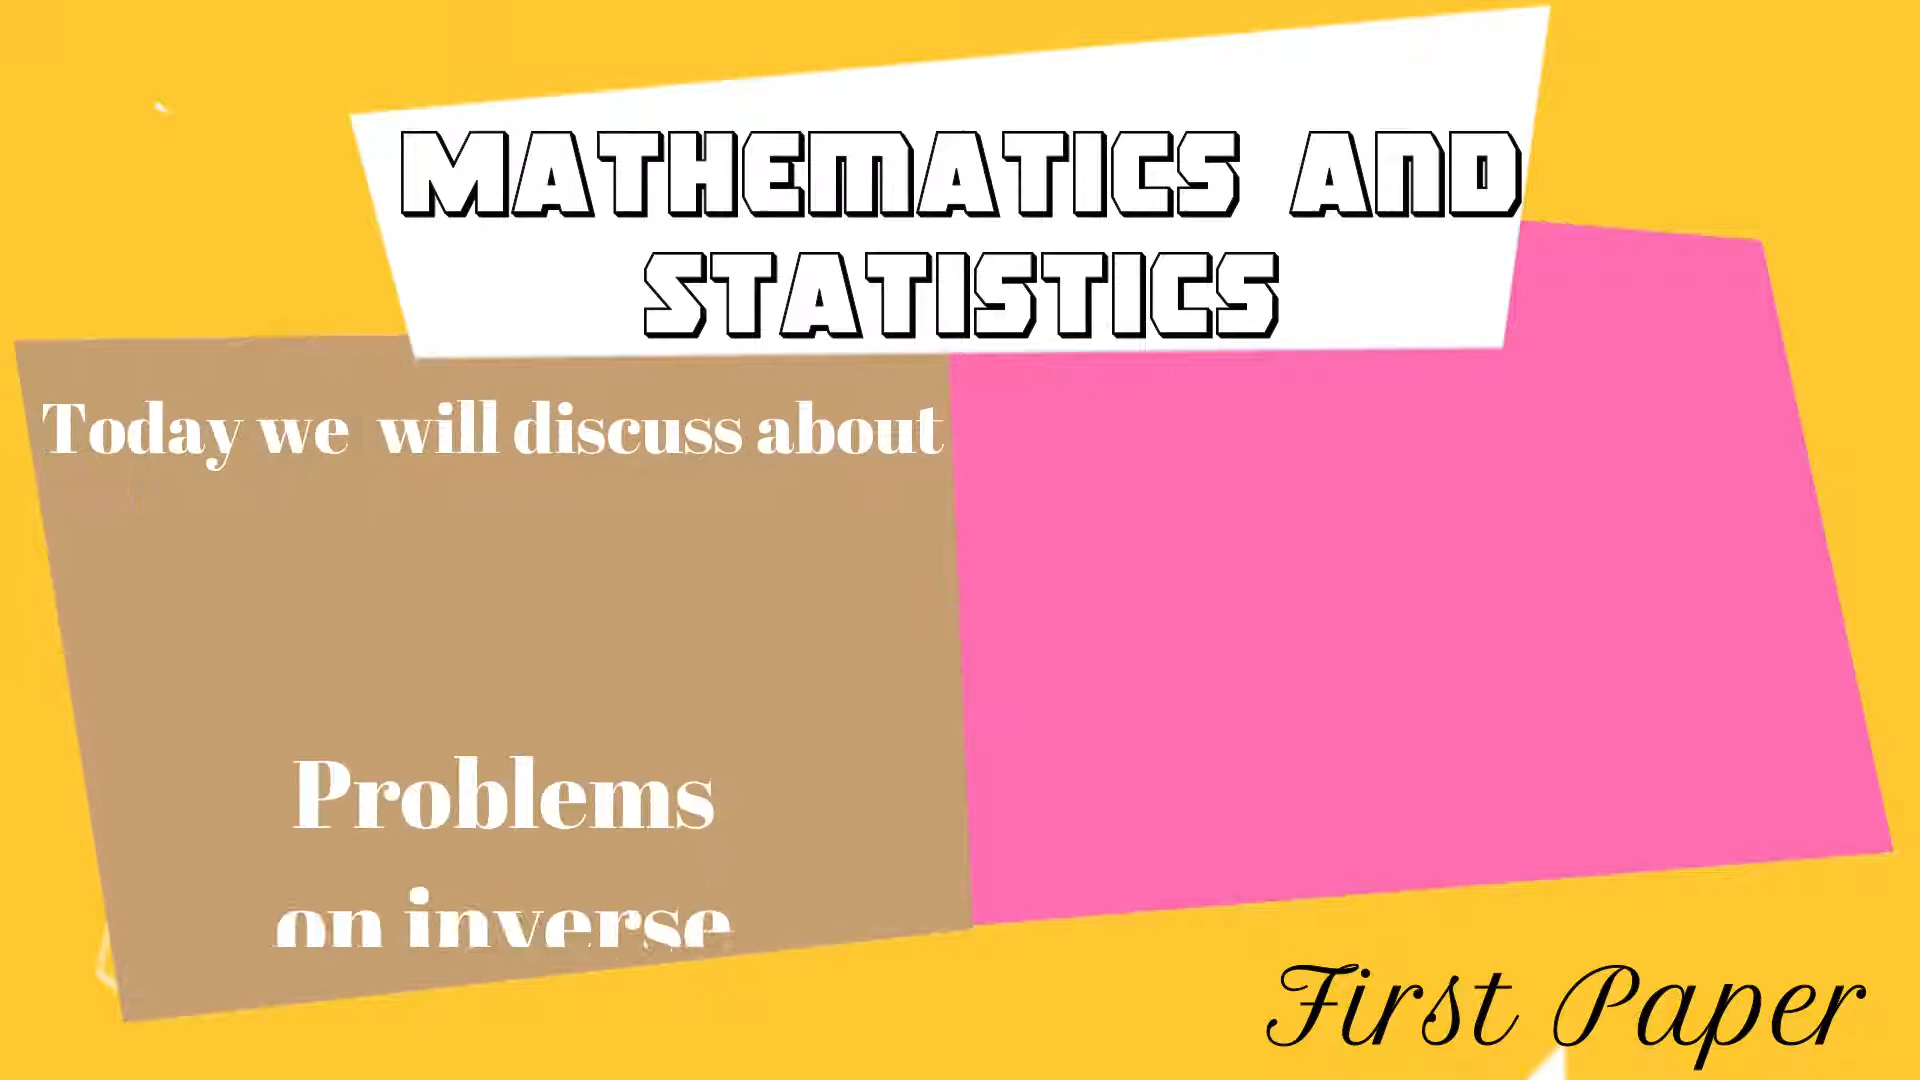 MATHEMATICS AND
STATISTICS
Today we will discuss about
Problems
on inverse
First Paper